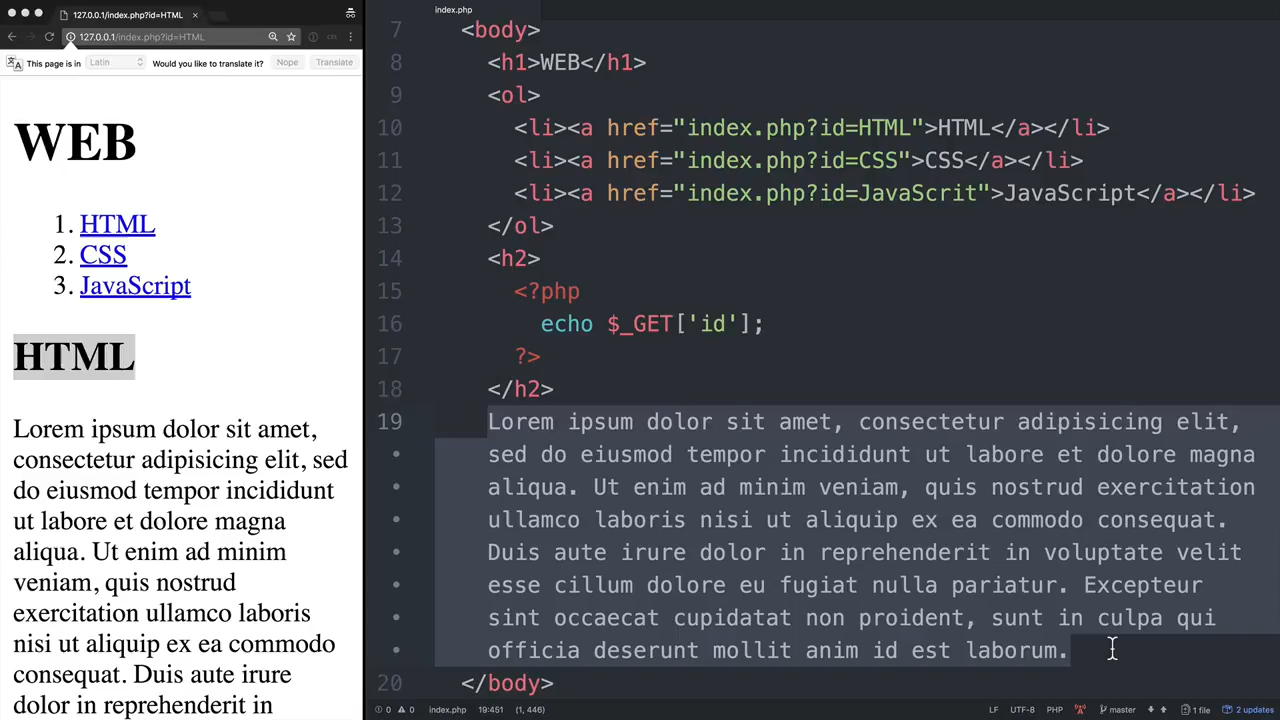 127.0.0.1/index.php?id=HTML
127.0.0.1/index.php?id=HTML
This page is in Latin Would you like to translate it? Nope Translate
WEB
1. HTML
2. CSS
3. JavaScript
HTML
Lorem ipsum dolor sit amet,
consectetur adipisicing elit, sed
do eiusmod tempor incididunt
ut labore et dolore magna
aliqua. Ut enim ad minim
veniam, quis nostrud
exercitation ullamco laboris
nisi ut aliquip ex ea commodo
consequat. Duis aute irure
dolor in reprehenderit in
index.php
7 <body>
8 <h1>WEB</h1>
9 <ol>
10 <li><a href="index.php?id=HTML">HTML</a></li>
11 <li><a href="index.php?id=CSS">CSS</a></li>
12 <li><a href="index.php?id=JavaScrit">JavaScript</a></li>
13 </ol>
14 <h2>
15 <?php
16 echo $_GET['id'];
17 ?>
18 </h2>
19 Lorem ipsum dolor sit amet, consectetur adipisicing elit,
sed do eiusmod tempor incididunt ut labore et dolore magna
aliqua. Ut enim ad minim veniam, quis nostrud exercitation
ullamco laboris nisi ut aliquip ex ea commodo consequat.
Duis aute irure dolor in reprehenderit in voluptate velit
esse cillum dolore eu fugiat nulla pariatur. Excepteur
sint occaecat cupidatat non proident, sunt in culpa qui
officia deserunt mollit anim id est laborum.
20 </body>
0 0 index.php 19:451 (1, 446) LF UTF-8 PHP master 1 file 2 updates